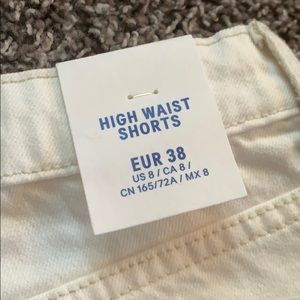 HIGH WAIST
SHORTS
EUR 38
US 8 / CA 8 /
CN 165/72A / MX 8